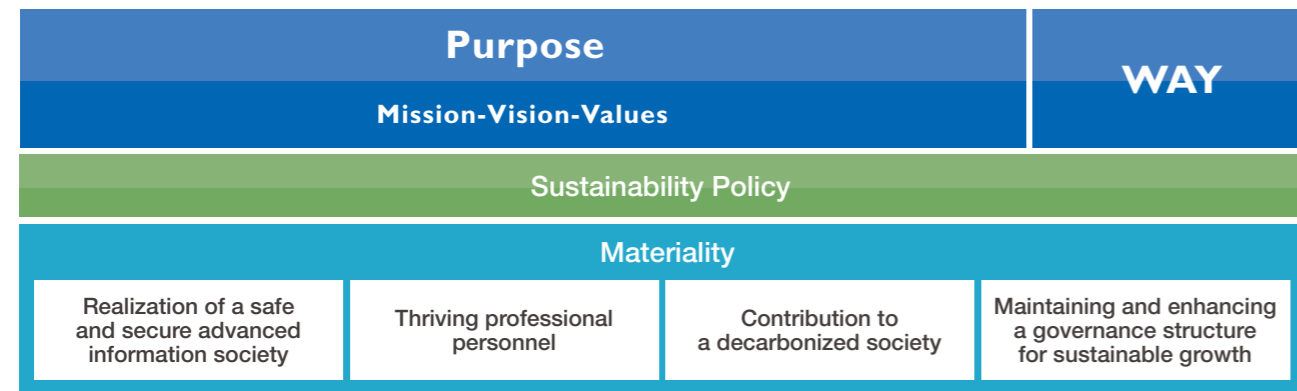 Purpose
WAY
Mission-Vision-Values
Sustainability Policy
Materiality
Realization of a safe
and secure advanced
information society
Thriving professional
personnel
Contribution to
a decarbonized society
Maintaining and enhancing
a governance structure
for sustainable growth